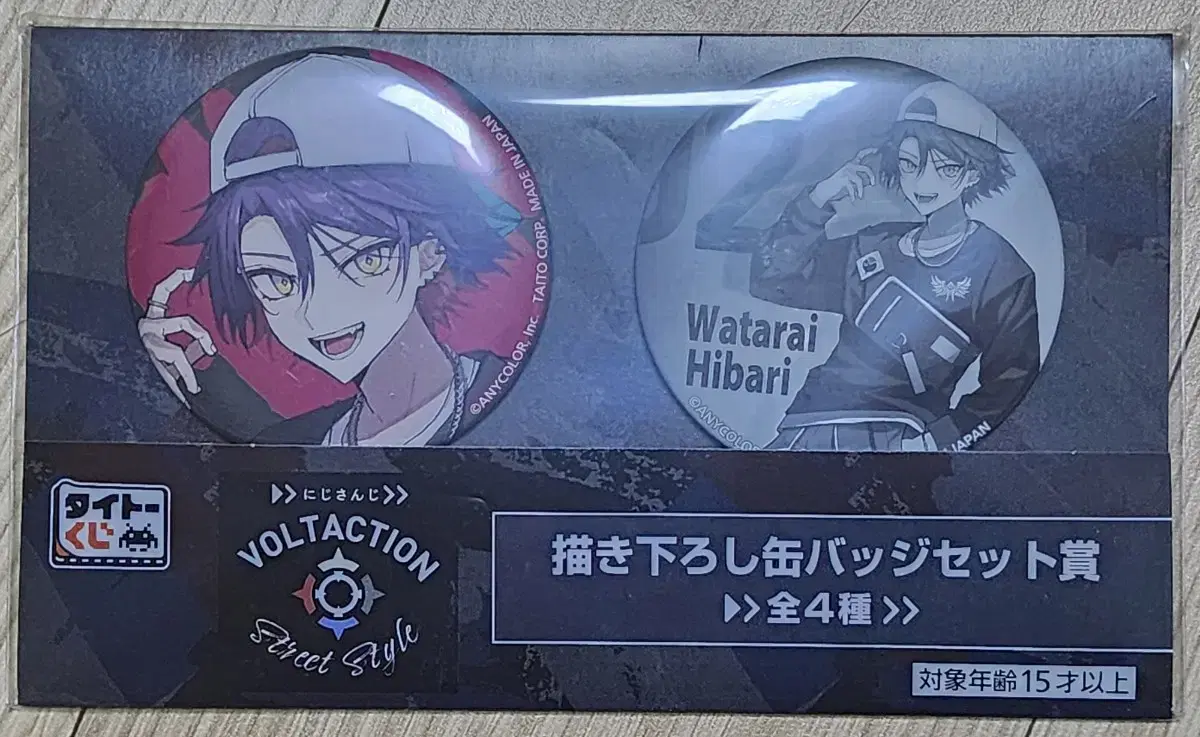 ©ANYCOLOR, Inc. TAITO CORP. MADE IN JAPAN
Watarai
Hibari
©ANYCOLOR
JAPAN
タイトー
くじ
にじさんじ
VOLTACTION
Street Style
描き下ろし缶バッジセット賞
全4種
対象年齢15才以上